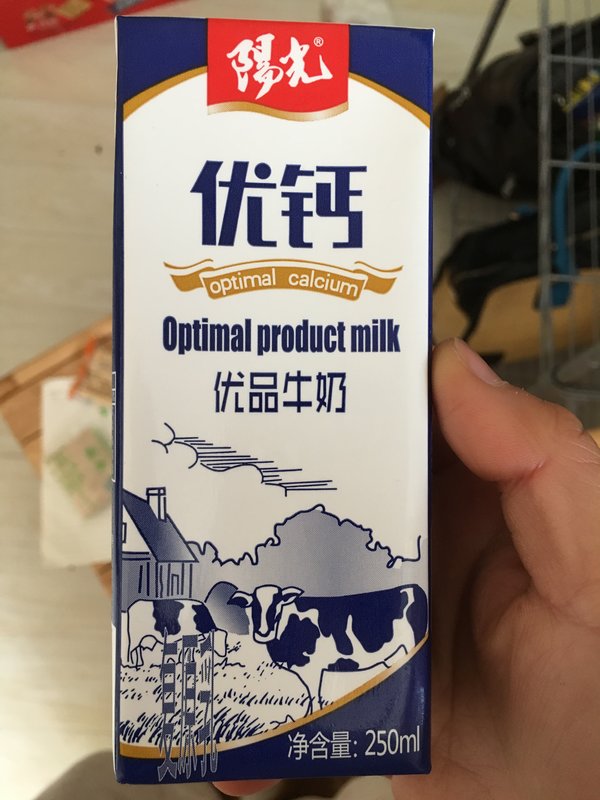 陽光®
优钙
optimal calcium
Optimal product milk
优品牛奶
净含量: 250ml